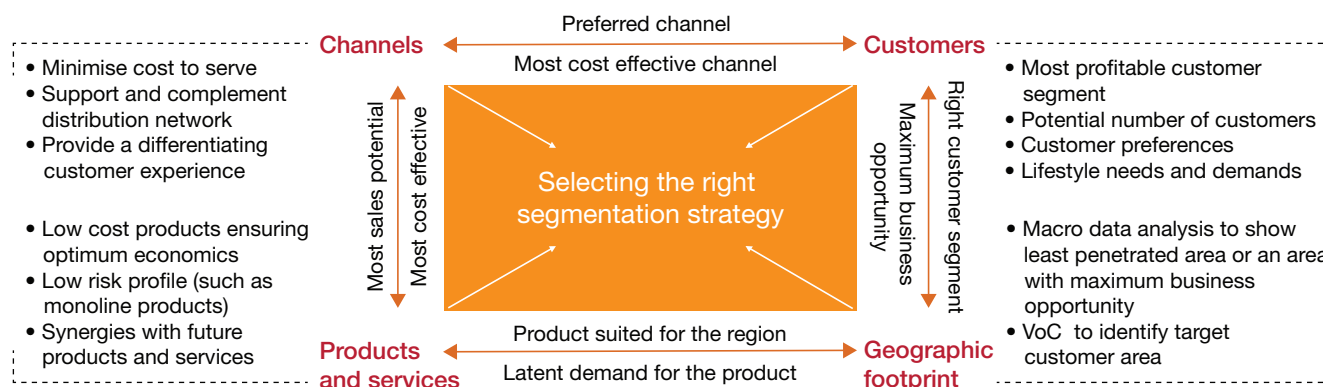 Preferred channel
Channels
Customers
Most cost effective channel
• Minimise cost to serve
• Support and complement
distribution network
• Provide a differentiating
customer experience
• Low cost products ensuring
optimum economics
• Low risk profile (such as
monoline products)
• Synergies with future
products and services
Most sales potential
Most cost effective
Selecting the right
segmentation strategy
Right customer segment
Maximum business
opportunity
• Most profitable customer
segment
• Potential number of customers
• Customer preferences
• Lifestyle needs and demands
• Macro data analysis to show
least penetrated area or an area
with maximum business
opportunity
• VoC to identify target
customer area
Products
and services
Product suited for the region
Latent demand for the product
Geographic
footprint